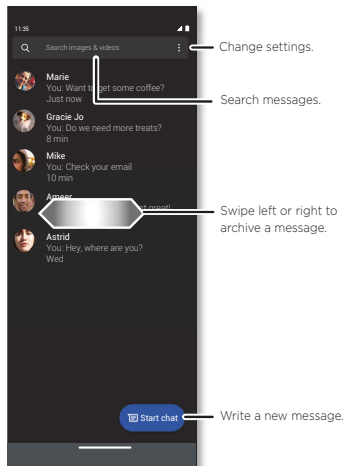 11:35
Search images & videos
Change settings.
Marie
You: Want to get some coffee?
Just now
Search messages.
Gracie Jo
You: Do we need more treats?
8 min
Mike
You: Check your email
10 min
Ameer
great!
Swipe left or right to
archive a message.
Astrid
You: Hey, where are you?
Wed
Start chat
Write a new message.